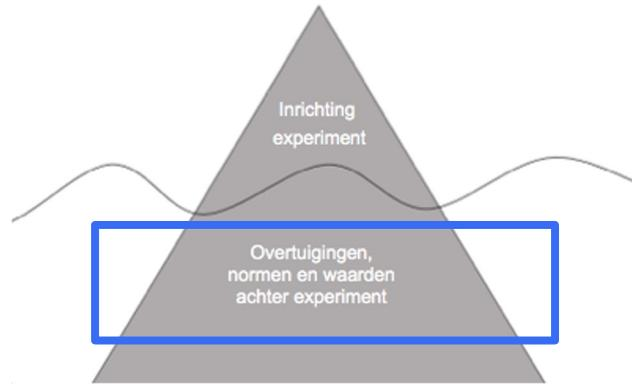 Inrichting
experiment
Overtuigingen,
normen en waarden
achter experiment